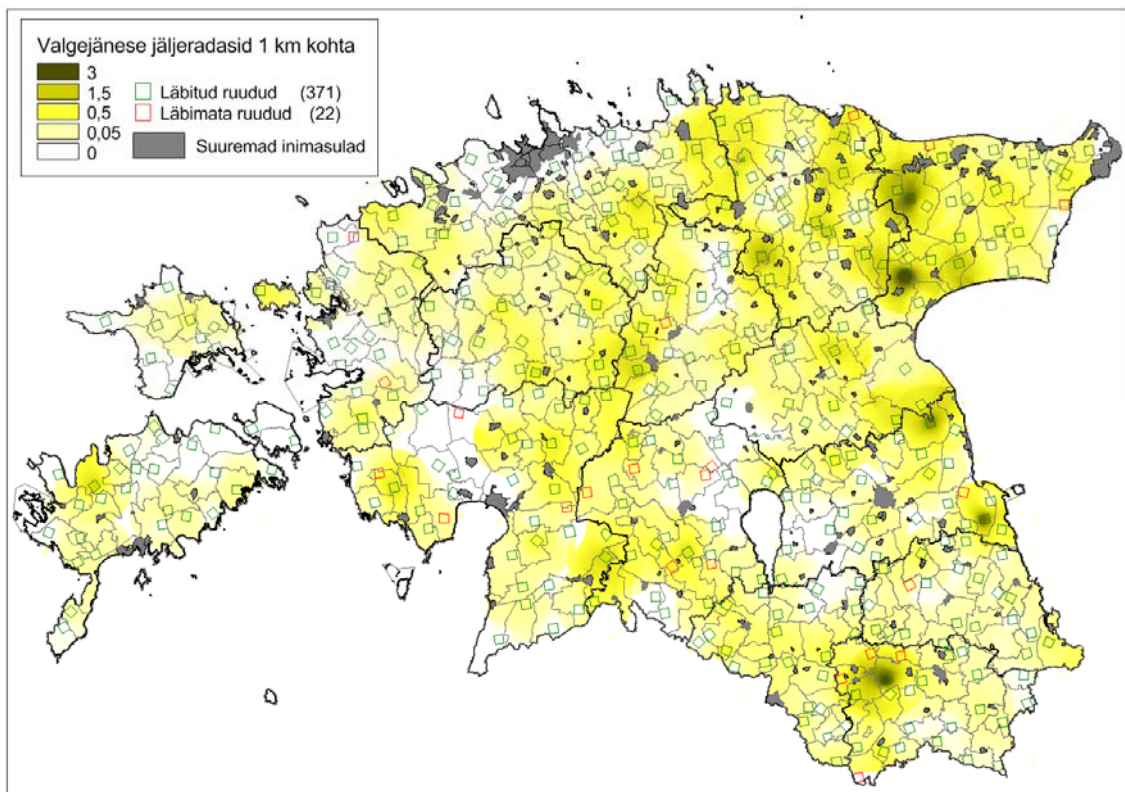 Valgejänese jäljeradasid 1 km kohta
3
1,5
0,5
0,05
0
Läbitud ruudud (371)
Läbimata ruudud (22)
Suuremad inimasulad